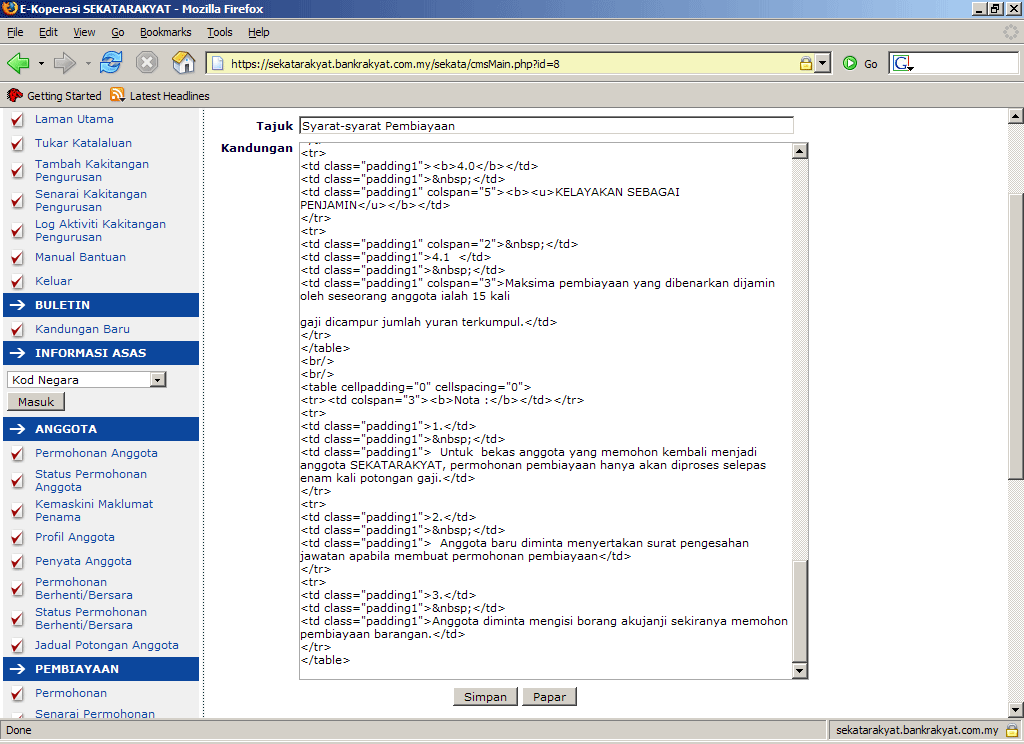 E-Koperasi SEKATARAKYAT - Mozilla Firefox
File Edit View Go Bookmarks Tools Help
https://sekatarakyat.bankrakyat.com.my/sekata/cmsMain.php?id=8
Go
G
Getting Started Latest Headlines
Laman Utama
Tukar Katalaluan
Tambah Kakitangan
Pengurusan
Senarai Kakitangan
Pengurusan
Log Aktiviti Kakitangan
Pengurusan
Manual Bantuan
Keluar
BULETIN
Kandungan Baru
INFORMASI ASAS
Kod Negara
Masuk
ANGGOTA
Permohonan Anggota
Status Permohonan
Anggota
Kemaskini Maklumat
Penama
Profil Anggota
Penyata Anggota
Permohonan
Berhenti/Bersara
Status Permohonan
Berhenti/Bersara
Jadual Potongan Anggota
PEMBIAYAAN
Permohonan
Senarai Permohonan
Tajuk Syarat-syarat Pembiayaan
Kandungan
<tr>
<td class="padding1"><b>4.0</b></td>
<td class="padding1">&nbsp;</td>
<td class="padding1" colspan="5"><b><u>KELAYAKAN SEBAGAI
PENJAMIN</u></b></td>
</tr>
<tr>
<td class="padding1" colspan="2">&nbsp;</td>
<td class="padding1">4.1  </td>
<td class="padding1">&nbsp;</td>
<td class="padding1" colspan="3">Maksima pembiayaan yang dibenarkan dijamin
oleh seseorang anggota ialah 15 kali
gaji dicampur jumlah yuran terkumpul.</td>
</tr>
</table>
<br/>
<br/>
<table cellpadding="0" cellspacing="0">
<tr><td colspan="3"><b>Nota :</b></td></tr>
<tr>
<td class="padding1">1.</td>
<td class="padding1">&nbsp;</td>
<td class="padding1">  Untuk  bekas anggota yang memohon kembali menjadi
anggota SEKATARAKYAT, permohonan pembiayaan hanya akan diproses selepas
enam kali potongan gaji.</td>
</tr>
<tr>
<td class="padding1">2.</td>
<td class="padding1">&nbsp;</td>
<td class="padding1">  Anggota baru diminta menyertakan surat pengesahan
jawatan apabila membuat permohonan pembiayaan</td>
</tr>
<tr>
<td class="padding1">3.</td>
<td class="padding1">&nbsp;</td>
<td class="padding1">Anggota diminta mengisi borang akujanji sekiranya memohon
pembiayaan barangan.</td>
</tr>
</table>
Simpan Papar
Done
sekatarakyat.bankrakyat.com.my